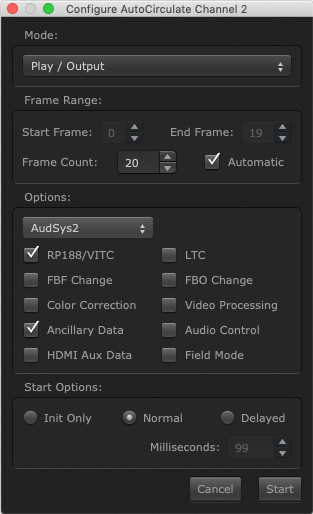 Configure AutoCirculate Channel 2
Mode:
Play / Output
Frame Range:
Start Frame: 0 End Frame: 19
Frame Count: 20 Automatic
Options:
AudSys2
RP188/VITC LTC
FBF Change FBO Change
Color Correction Video Processing
Ancillary Data Audio Control
HDMI Aux Data Field Mode
Start Options:
Init Only Normal Delayed
Milliseconds: 99
Cancel Start